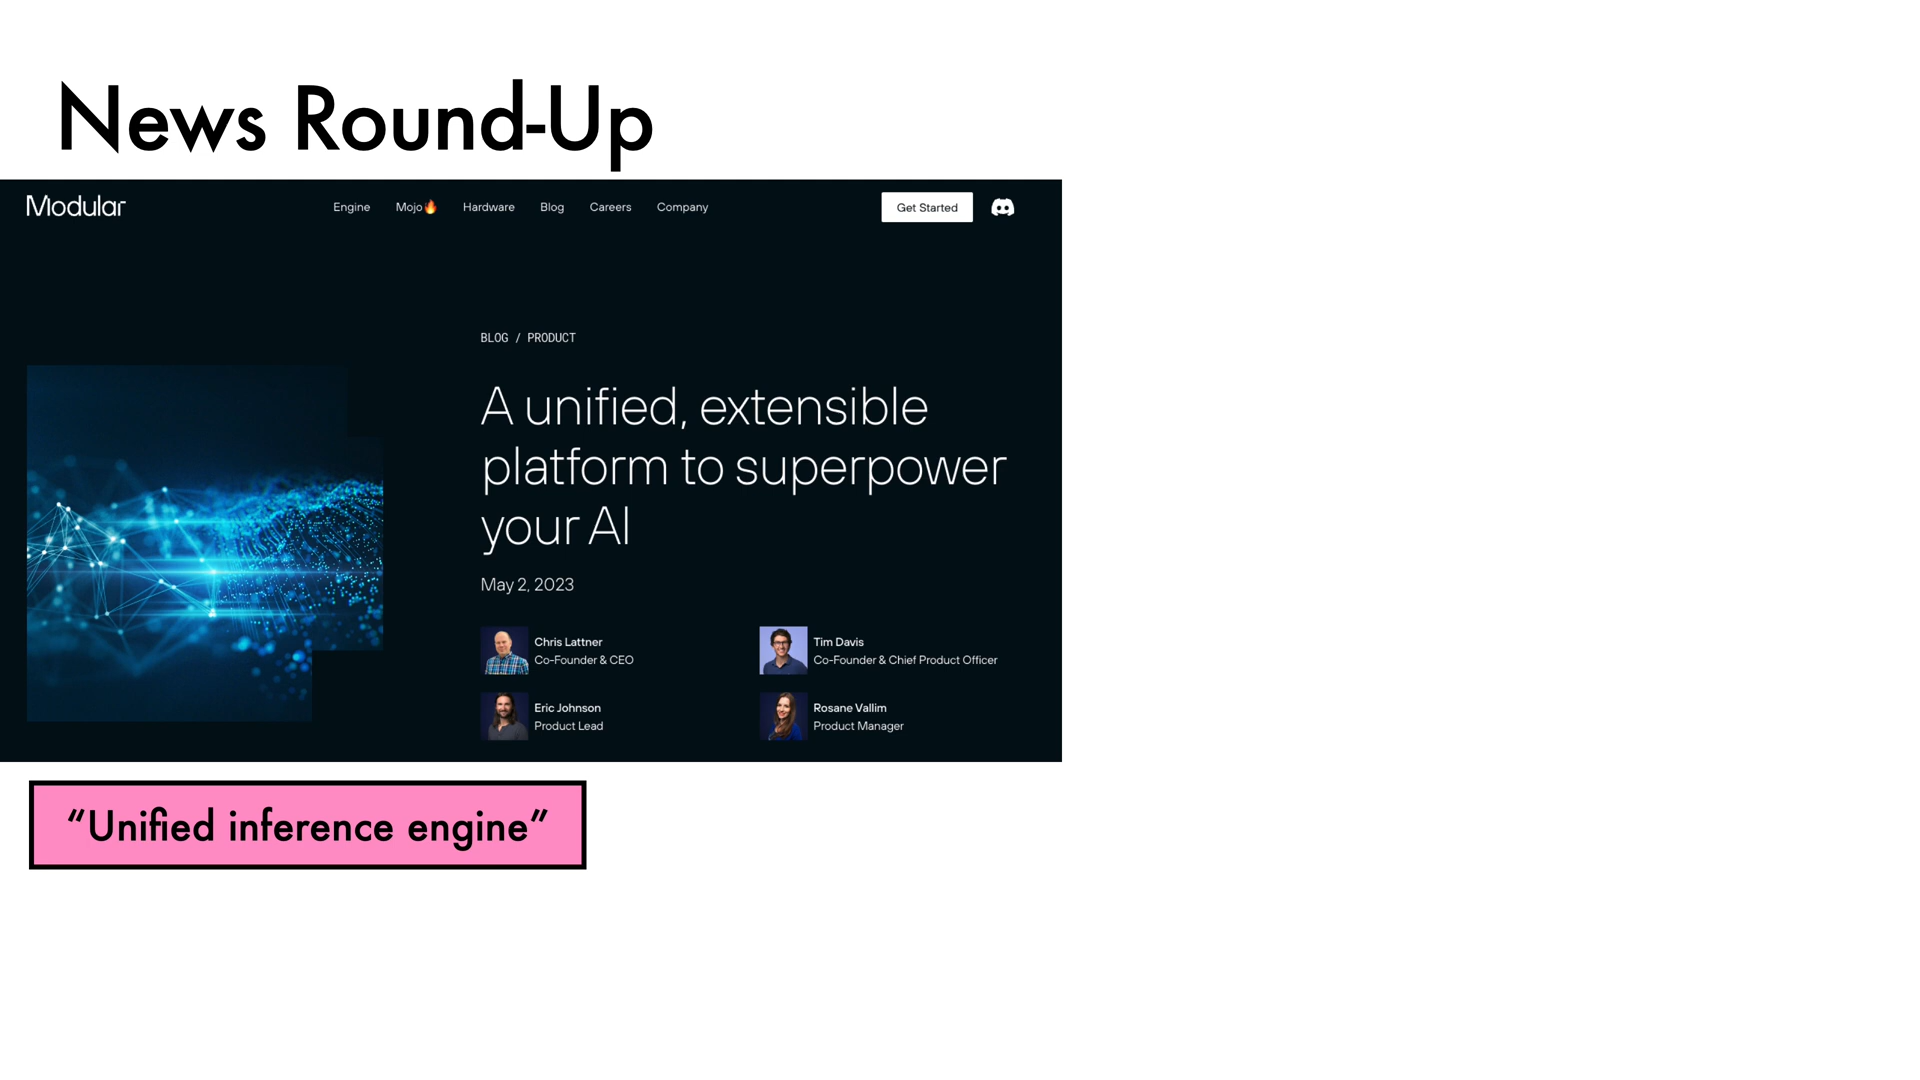 News Round-Up
Modular
Engine Mojo🔥 Hardware Blog Careers Company Get Started
BLOG / PRODUCT
A unified, extensible
platform to superpower
your AI
May 2, 2023
Chris Lattner
Co-Founder & CEO
Tim Davis
Co-Founder & Chief Product Officer
Eric Johnson
Product Lead
Rosane Vallim
Product Manager
“Unified inference engine”